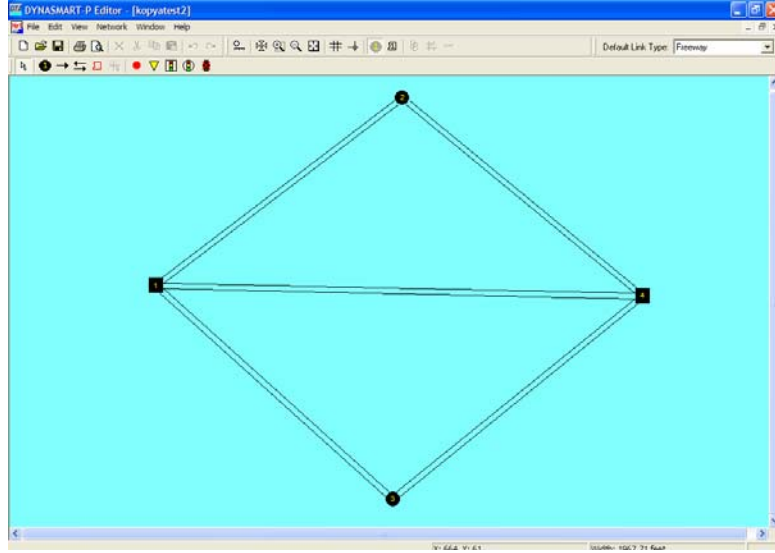 DYNASMART-P Editor - [kopyatest2]
File Edit View Network Window Help
Default Link Type: Freeway
1
2
1
4
3
X: 664, Y: 61 Width: 1967.71 feet